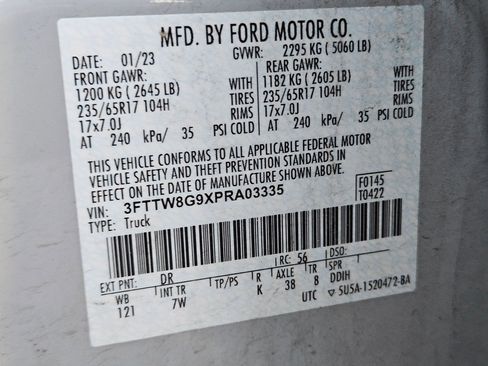 MFD. BY FORD MOTOR CO.
DATE: 01/23 GVWR: 2295 KG ( 5060 LB)
FRONT GAWR: REAR GAWR:
1200 KG ( 2645 LB) WITH 1182 KG ( 2605 LB) WITH
235/65R17 104H TIRES 235/65R17 104H TIRES
17x7.0J RIMS 17x7.0J RIMS
AT 240 kPa/ 35 PSI COLD AT 240 kPa/ 35 PSI COLD
THIS VEHICLE CONFORMS TO ALL APPLICABLE FEDERAL MOTOR
VEHICLE SAFETY AND THEFT PREVENTION STANDARDS IN
EFFECT ON THE DATE OF MANUFACTURE SHOWN ABOVE.
VIN: 3FTTW8G9XPRA03335 F0145
TYPE: Truck T0422
EXT PNT: DR RC: 56 DSO:
WB INT TR TP/PS R AXLE TR SPR
121 7W K 38 8 DDIH
UTC 5U5A-1520472-BA